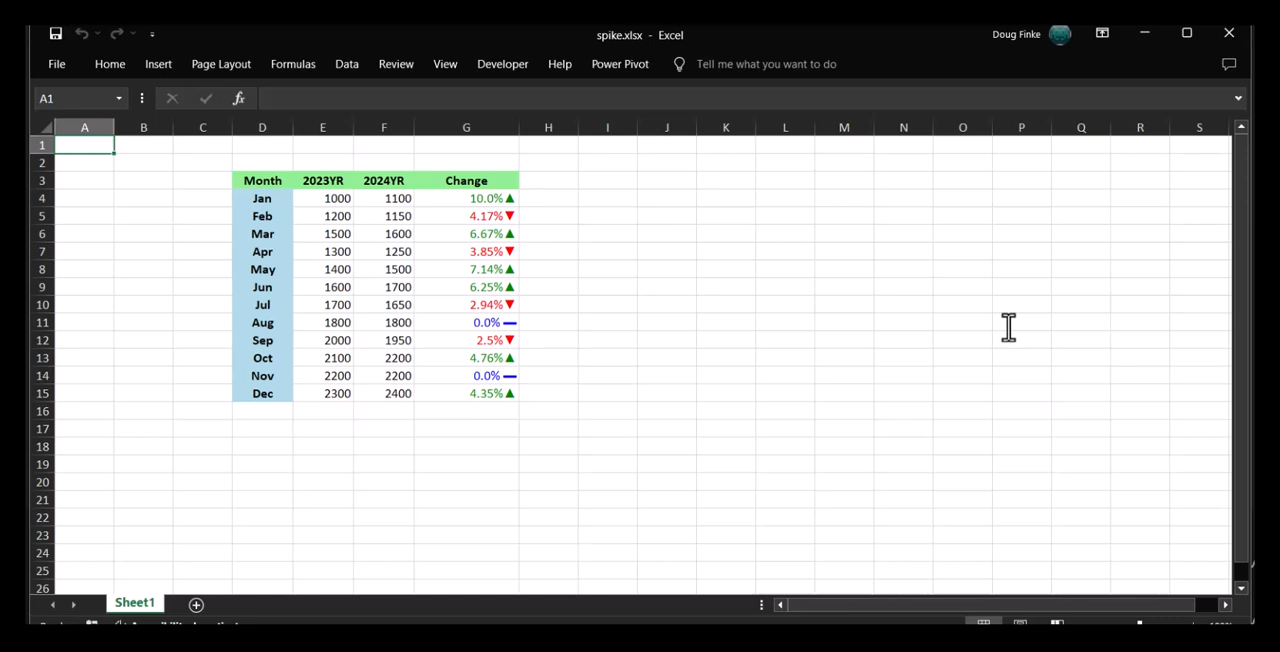 spike.xlsx - Excel
Doug Finke
File Home Insert Page Layout Formulas Data Review View Developer Help Power Pivot Tell me what you want to do
A1 fx
A B C D E F G H I J K L M N O P Q R S
1
2
3 Month 2023YR 2024YR Change
4 Jan 1000 1100 10.0% ▲
5 Feb 1200 1150 4.17% ▼
6 Mar 1500 1600 6.67% ▲
7 Apr 1300 1250 3.85% ▼
8 May 1400 1500 7.14% ▲
9 Jun 1600 1700 6.25% ▲
10 Jul 1700 1650 2.94% ▼
11 Aug 1800 1800 0.0% —
12 Sep 2000 1950 2.5% ▼
13 Oct 2100 2200 4.76% ▲
14 Nov 2200 2200 0.0% —
15 Dec 2300 2400 4.35% ▲
16
17
18
19
20
21
22
23
24
25
26
Sheet1